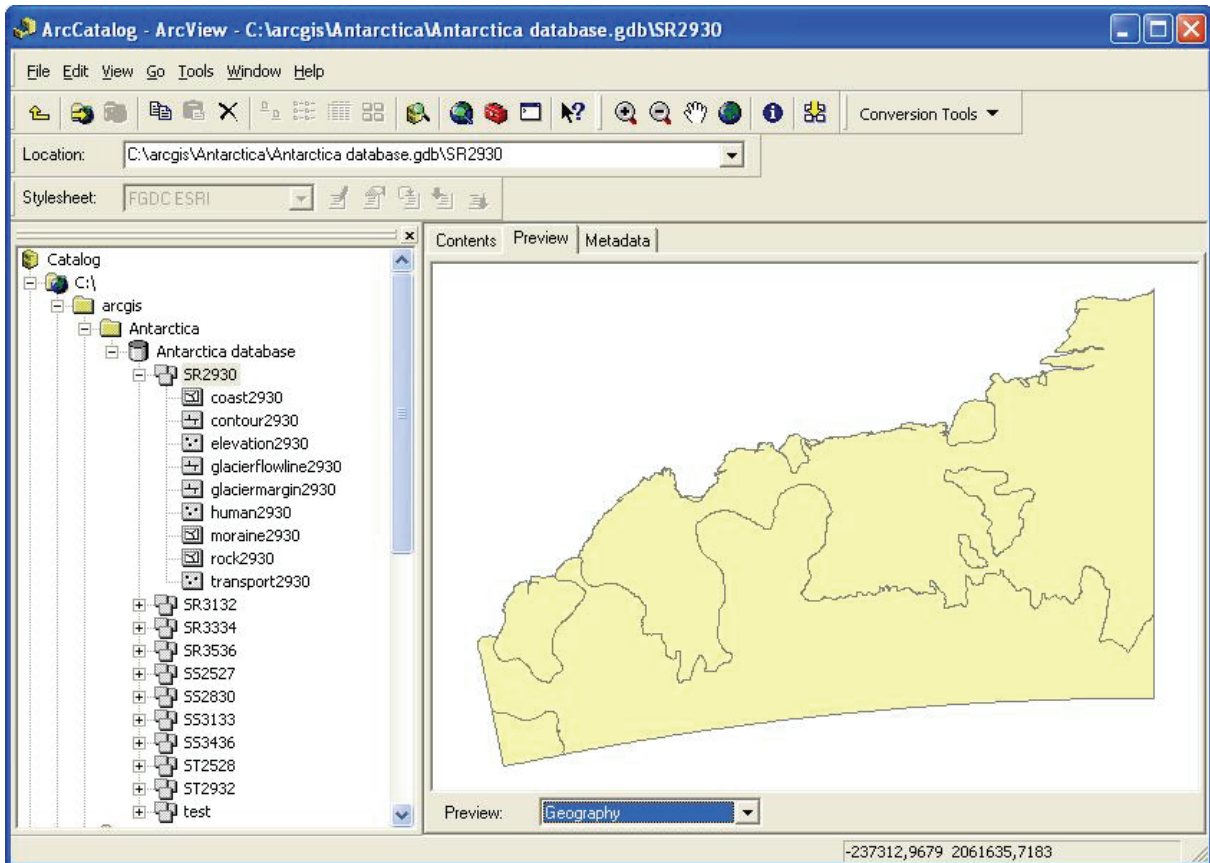 ArcCatalog - ArcView - C:\arcgis\Antarctica\Antarctica database.gdb\SR2930
File Edit View Go Tools Window Help
Conversion Tools
Location: C:\arcgis\Antarctica\Antarctica database.gdb\SR2930
Stylesheet: FGDC ESRI
Contents Preview Metadata
Catalog
C:\
arcgis
Antarctica
Antarctica database
SR2930
coast2930
contour2930
elevation2930
glacierflowline2930
glaciermargin2930
human2930
moraine2930
rock2930
transport2930
SR3132
SR3334
SR3536
SS2527
SS2830
SS3133
SS3436
ST2528
ST2932
test
Preview: Geography
-237312,9679 2061635,7183